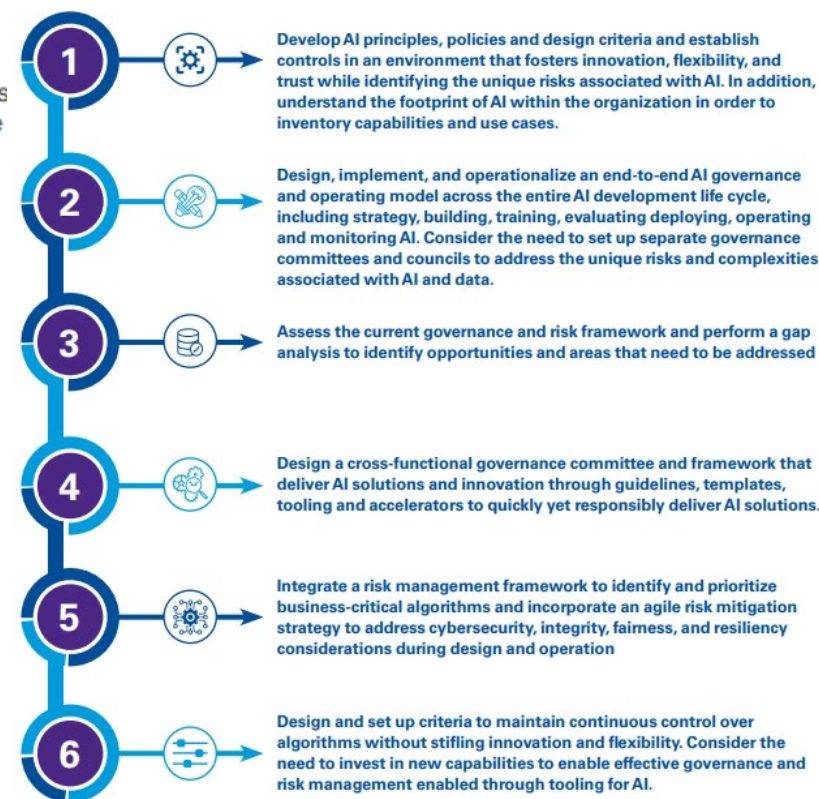 1
Develop AI principles, policies and design criteria and establish
controls in an environment that fosters innovation, flexibility, and
trust while identifying the unique risks associated with AI. In addition,
understand the footprint of AI within the organization in order to
inventory capabilities and use cases.
2
Design, implement, and operationalize an end-to-end AI governance
and operating model across the entire AI development life cycle,
including strategy, building, training, evaluating deploying, operating
and monitoring AI. Consider the need to set up separate governance
committees and councils to address the unique risks and complexities
associated with AI and data.
3
Assess the current governance and risk framework and perform a gap
analysis to identify opportunities and areas that need to be addressed
4
Design a cross-functional governance committee and framework that
deliver AI solutions and innovation through guidelines, templates,
tooling and accelerators to quickly yet responsibly deliver AI solutions.
5
Integrate a risk management framework to identify and prioritize
business-critical algorithms and incorporate an agile risk mitigation
strategy to address cybersecurity, integrity, fairness, and resiliency
considerations during design and operation
6
Design and set up criteria to maintain continuous control over
algorithms without stifling innovation and flexibility. Consider the
need to invest in new capabilities to enable effective governance and
risk management enabled through tooling for AI.